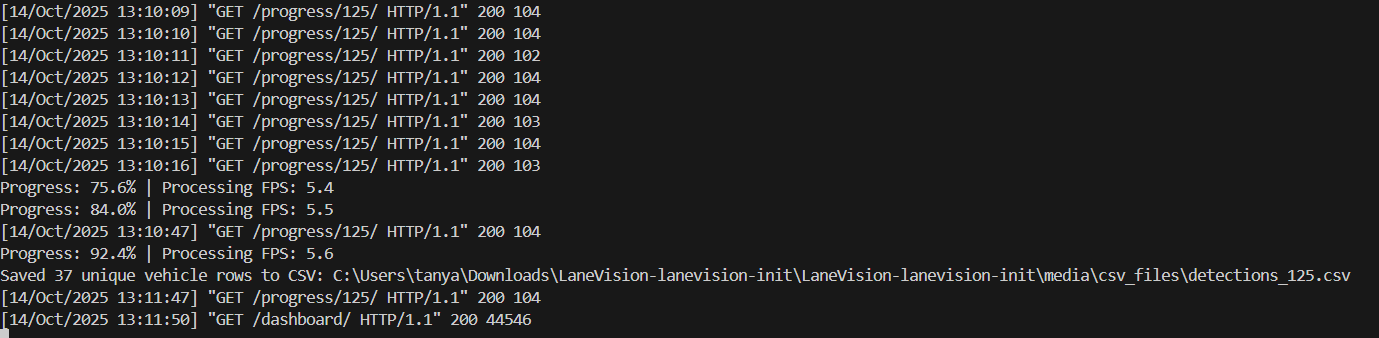 [14/Oct/2025 13:10:09] "GET /progress/125/ HTTP/1.1" 200 104
[14/Oct/2025 13:10:10] "GET /progress/125/ HTTP/1.1" 200 104
[14/Oct/2025 13:10:11] "GET /progress/125/ HTTP/1.1" 200 102
[14/Oct/2025 13:10:12] "GET /progress/125/ HTTP/1.1" 200 104
[14/Oct/2025 13:10:13] "GET /progress/125/ HTTP/1.1" 200 104
[14/Oct/2025 13:10:14] "GET /progress/125/ HTTP/1.1" 200 103
[14/Oct/2025 13:10:15] "GET /progress/125/ HTTP/1.1" 200 104
[14/Oct/2025 13:10:16] "GET /progress/125/ HTTP/1.1" 200 103
Progress: 75.6% | Processing FPS: 5.4
Progress: 84.0% | Processing FPS: 5.5
[14/Oct/2025 13:10:47] "GET /progress/125/ HTTP/1.1" 200 104
Progress: 92.4% | Processing FPS: 5.6
Saved 37 unique vehicle rows to CSV: C:\Users\tanya\Downloads\LaneVision-lanevision-init\LaneVision-lanevision-init\media\csv_files\detections_125.csv
[14/Oct/2025 13:11:47] "GET /progress/125/ HTTP/1.1" 200 104
[14/Oct/2025 13:11:50] "GET /dashboard/ HTTP/1.1" 200 44546